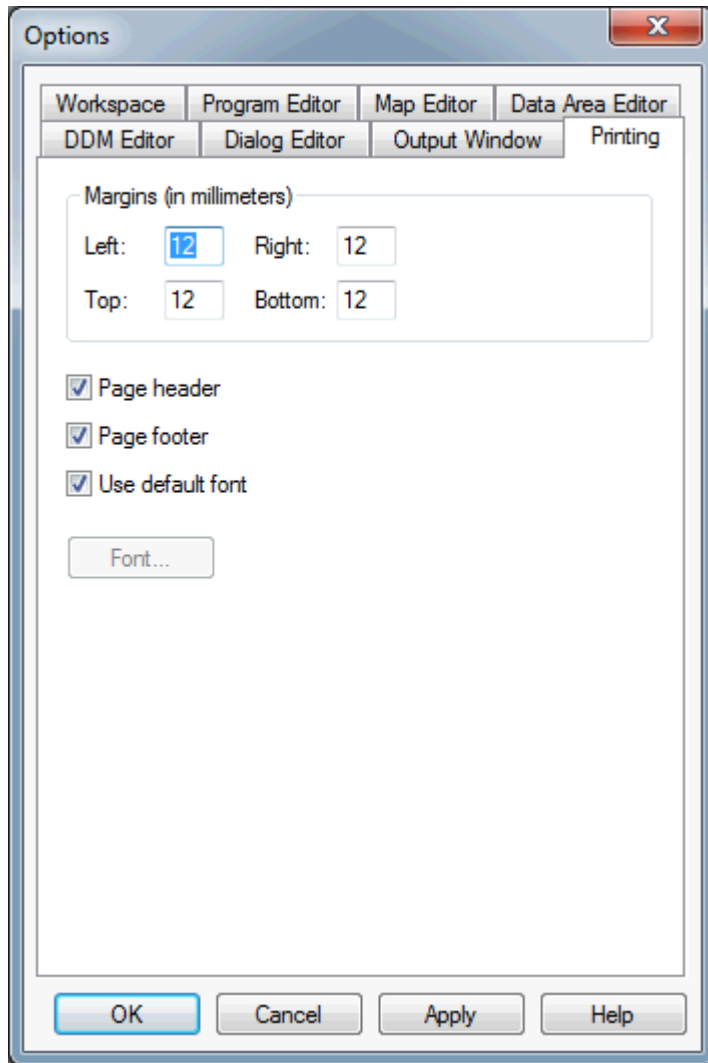 Options
Workspace Program Editor Map Editor Data Area Editor
DDM Editor Dialog Editor Output Window Printing
Margins (in millimeters)
Left: 12 Right: 12
Top: 12 Bottom: 12
Page header
Page footer
Use default font
Font...
OK Cancel Apply Help